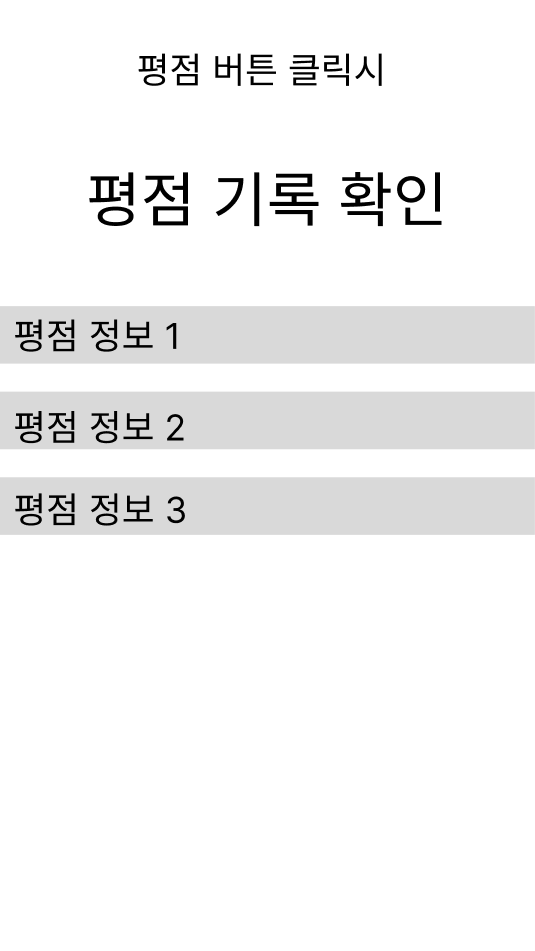 평점 버튼 클릭시
평점 기록 확인
평점 정보 1
평점 정보 2
평점 정보 3